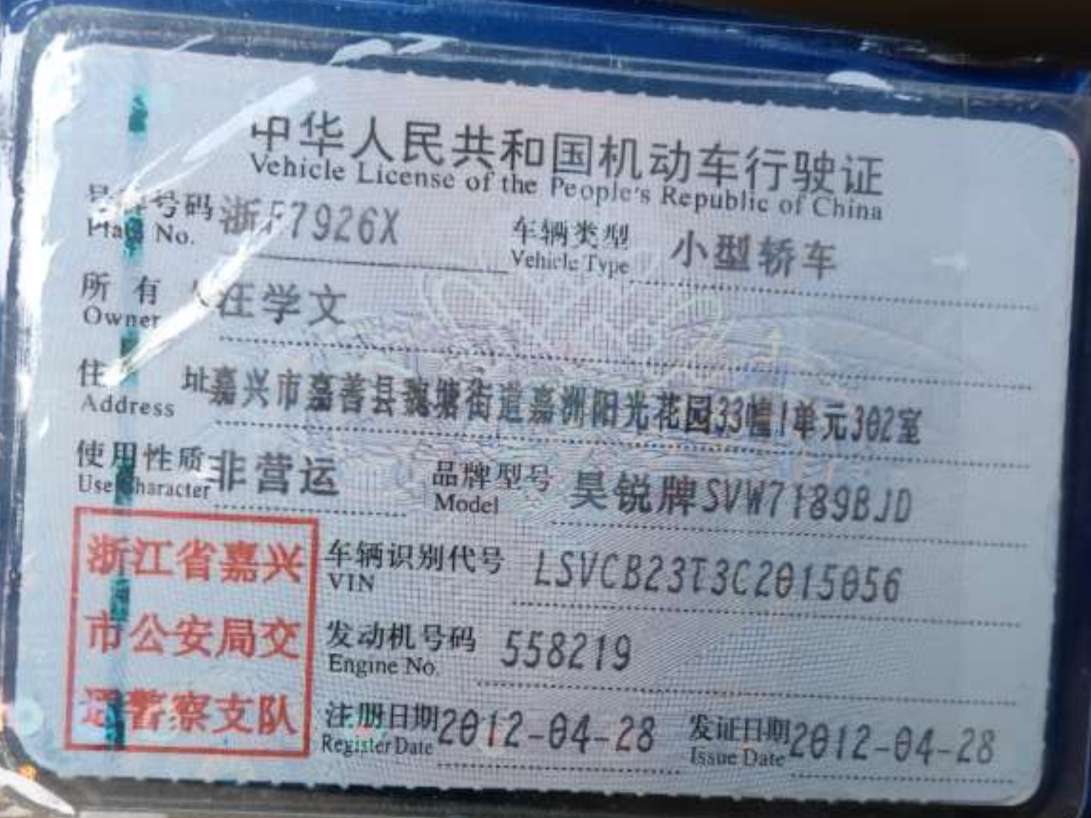 中华人民共和国机动车行驶证
Vehicle License of the People's Republic of China
号牌号码 浙F7926X 车辆类型 小型轿车
Plate No. Vehicle Type
所有人 汪学文
Owner
住址 嘉兴市嘉善县魏塘街道嘉洲阳光花园33幢1单元302室
Address
使用性质 非营运 品牌型号 昊锐牌SVW7189BJD
Use Character Model
浙江省嘉兴 车辆识别代号 LSVCB23T3C2015056
VIN
市公安局交 发动机号码 558219
Engine No.
通警察支队 注册日期 2012-04-28 发证日期 2012-04-28
Register Date Issue Date